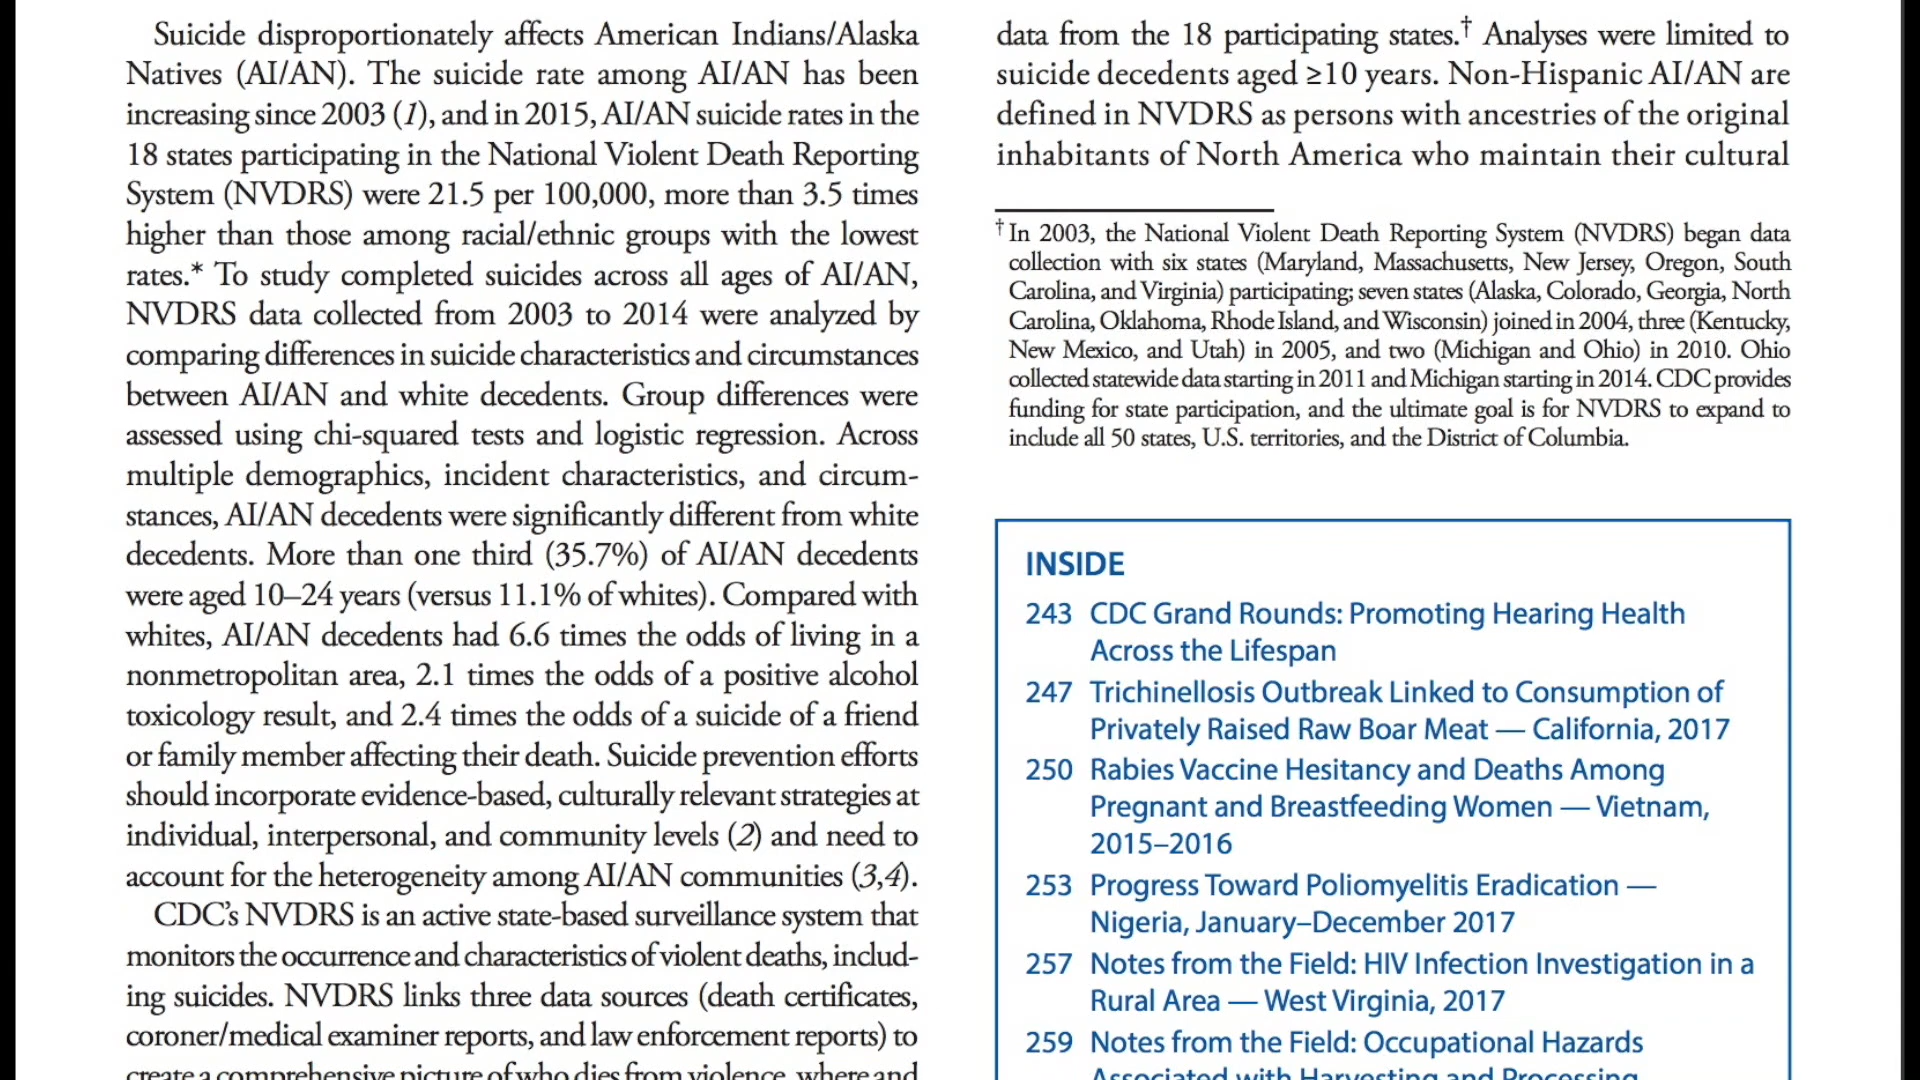 Suicide disproportionately affects American Indians/Alaska
Natives (AI/AN). The suicide rate among AI/AN has been
increasing since 2003 (1), and in 2015, AI/AN suicide rates in the
18 states participating in the National Violent Death Reporting
System (NVDRS) were 21.5 per 100,000, more than 3.5 times
higher than those among racial/ethnic groups with the lowest
rates.* To study completed suicides across all ages of AI/AN,
NVDRS data collected from 2003 to 2014 were analyzed by
comparing differences in suicide characteristics and circumstances
between AI/AN and white decedents. Group differences were
assessed using chi-squared tests and logistic regression. Across
multiple demographics, incident characteristics, and circum-
stances, AI/AN decedents were significantly different from white
decedents. More than one third (35.7%) of AI/AN decedents
were aged 10–24 years (versus 11.1% of whites). Compared with
whites, AI/AN decedents had 6.6 times the odds of living in a
nonmetropolitan area, 2.1 times the odds of a positive alcohol
toxicology result, and 2.4 times the odds of a suicide of a friend
or family member affecting their death. Suicide prevention efforts
should incorporate evidence-based, culturally relevant strategies at
individual, interpersonal, and community levels (2) and need to
account for the heterogeneity among AI/AN communities (3,4).
CDC's NVDRS is an active state-based surveillance system that
monitors the occurrence and characteristics of violent deaths, includ-
ing suicides. NVDRS links three data sources (death certificates,
coroner/medical examiner reports, and law enforcement reports) to
create a comprehensive picture of who dies from violence, where and
data from the 18 participating states.† Analyses were limited to
suicide decedents aged ≥10 years. Non-Hispanic AI/AN are
defined in NVDRS as persons with ancestries of the original
inhabitants of North America who maintain their cultural
† In 2003, the National Violent Death Reporting System (NVDRS) began data
collection with six states (Maryland, Massachusetts, New Jersey, Oregon, South
Carolina, and Virginia) participating; seven states (Alaska, Colorado, Georgia, North
Carolina, Oklahoma, Rhode Island, and Wisconsin) joined in 2004, three (Kentucky,
New Mexico, and Utah) in 2005, and two (Michigan and Ohio) in 2010. Ohio
collected statewide data starting in 2011 and Michigan starting in 2014. CDC provides
funding for state participation, and the ultimate goal is for NVDRS to expand to
include all 50 states, U.S. territories, and the District of Columbia.
INSIDE
243 CDC Grand Rounds: Promoting Hearing Health
Across the Lifespan
247 Trichinellosis Outbreak Linked to Consumption of
Privately Raised Raw Boar Meat — California, 2017
250 Rabies Vaccine Hesitancy and Deaths Among
Pregnant and Breastfeeding Women — Vietnam,
2015–2016
253 Progress Toward Poliomyelitis Eradication —
Nigeria, January–December 2017
257 Notes from the Field: HIV Infection Investigation in a
Rural Area — West Virginia, 2017
259 Notes from the Field: Occupational Hazards
Associated with Harvesting and Processing